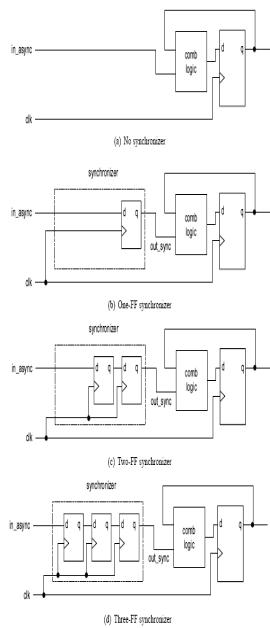 in_async
comb
logic
d q
clk
(a) No synchronizer
synchronizer
in_async
d q
out_sync
comb
logic
d q
clk
(b) One-FF synchronizer
synchronizer
in_async
d q d q
out_sync
comb
logic
d q
clk
(c) Two-FF synchronizer
synchronizer
in_async
d q d q d q
out_sync
comb
logic
d q
clk
(d) Three-FF synchronizer